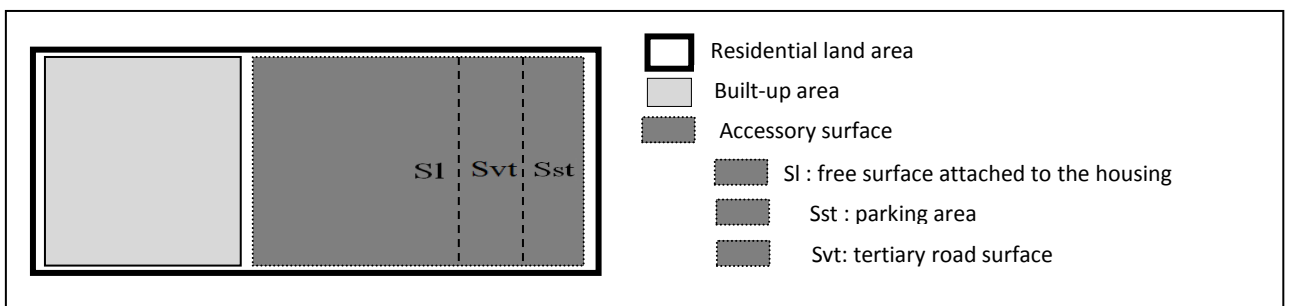 Residential land area
Built-up area
Accessory surface
Sl Svt Sst
Sl : free surface attached to the housing
Sst : parking area
Svt: tertiary road surface